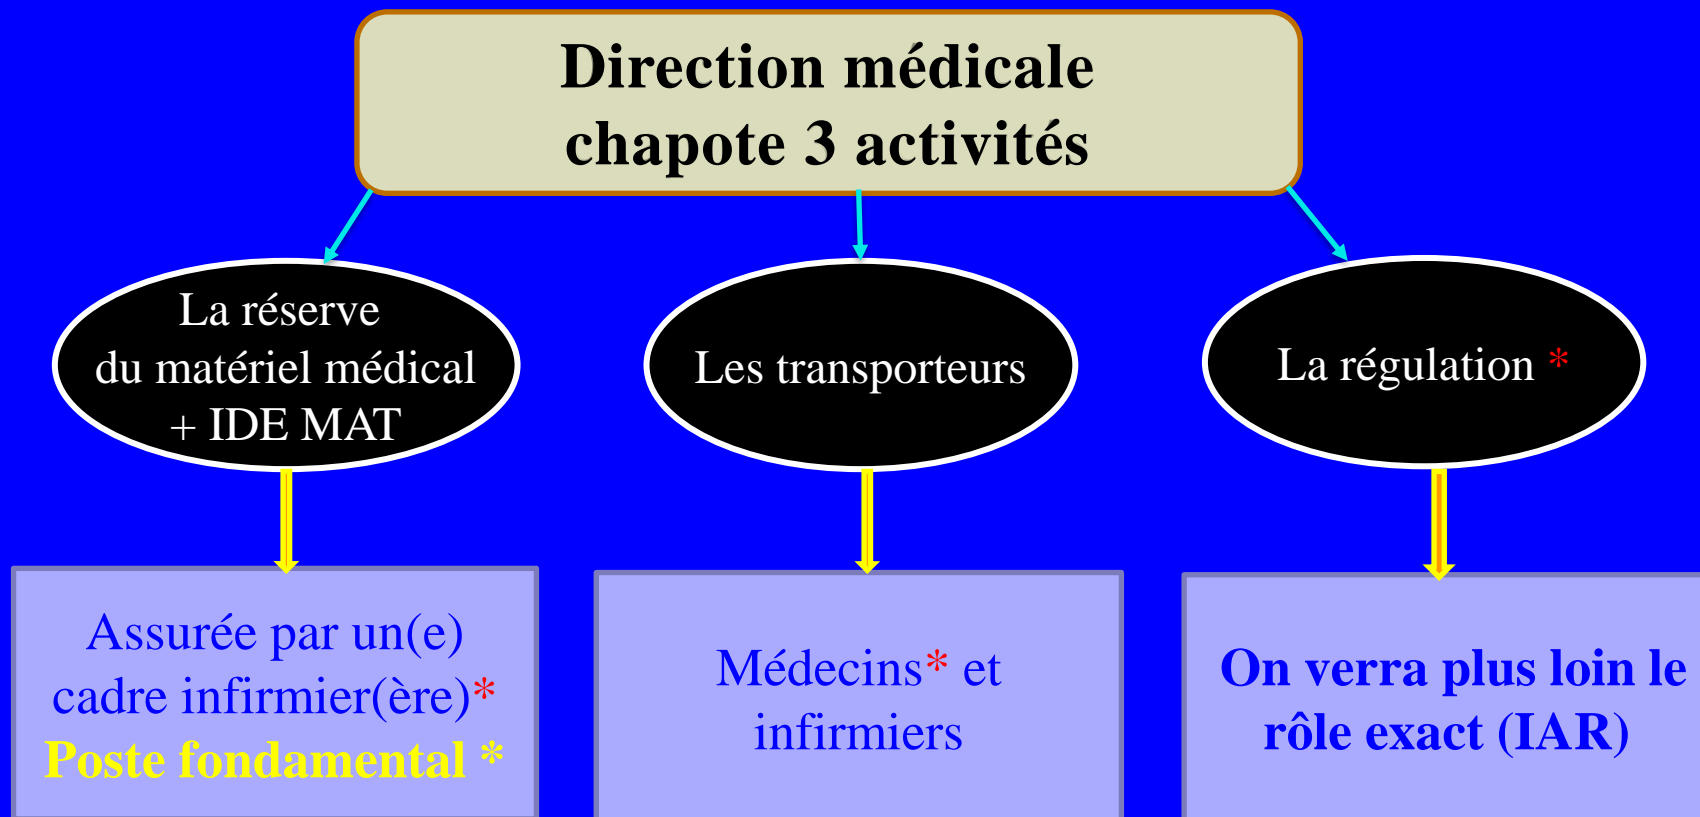 Direction médicale
chapote 3 activités
La réserve
du matériel médical
+ IDE MAT
Les transporteurs
La régulation *
Assurée par un(e)
cadre infirmier(ère)*
Poste fondamental *
Médecins* et
infirmiers
On verra plus loin le
rôle exact (IAR)